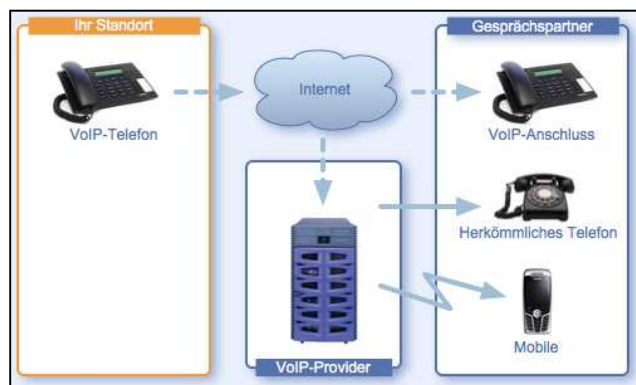 Ihr Standort
Gesprächspartner
VoIP-Telefon
Internet
VoIP-Anschluss
Herkömmliches Telefon
Mobile
VoIP-Provider